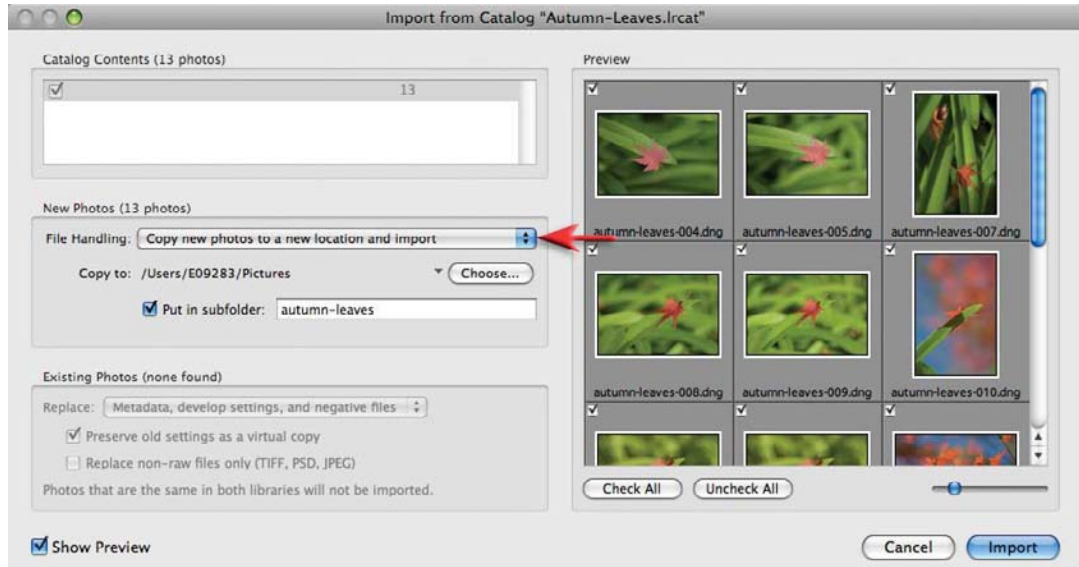 Import from Catalog "Autumn-Leaves.lrcat"
Catalog Contents (13 photos)
13
New Photos (13 photos)
File Handling: Copy new photos to a new location and import
Copy to: /Users/E09283/Pictures
Choose...
Put in subfolder: autumn-leaves
Existing Photos (none found)
Replace: Metadata, develop settings, and negative files
Preserve old settings as a virtual copy
Replace non-raw files only (TIFF, PSD, JPEG)
Photos that are the same in both libraries will not be imported.
Show Preview
Preview
autumn-leaves-004.dng
autumn-leaves-005.dng
autumn-leaves-007.dng
autumn-leaves-008.dng
autumn-leaves-009.dng
autumn-leaves-010.dng
Check All
Uncheck All
Cancel
Import